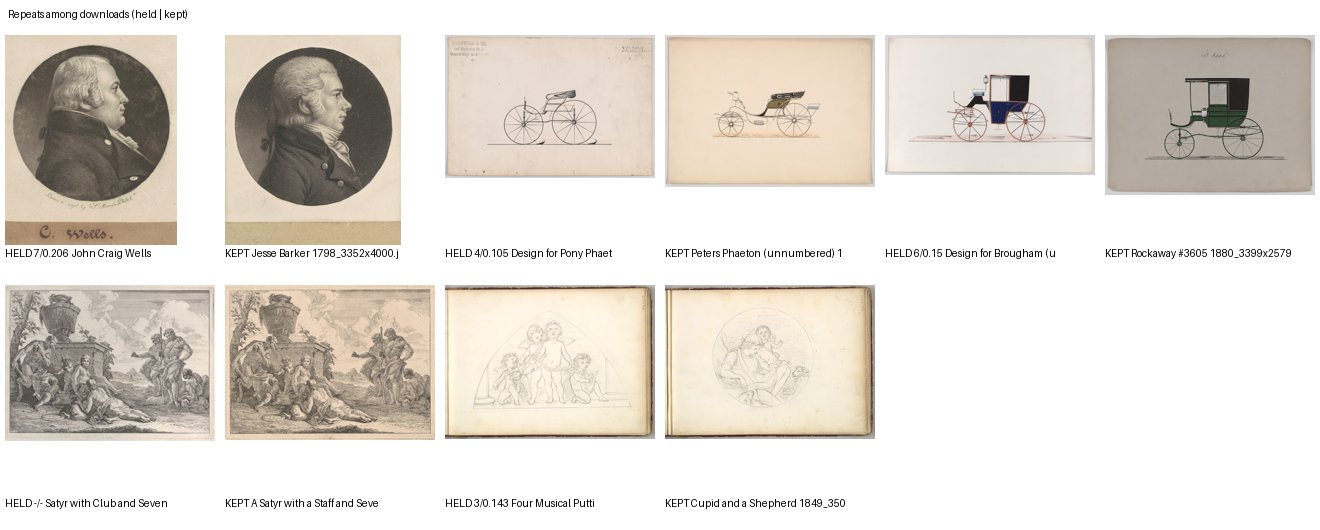 Repeats among downloads (held | kept)
C. Wells.
HELD 7/0.206 John Craig Wells
KEPT Jesse Barker 1798_3352x4000.j
HELD 4/0.105 Design for Pony Phaet
KEPT Peters Phaeton (unnumbered) 1
HELD 6/0.15 Design for Brougham (u
KEPT Rockaway #3605 1880_3399x2579
HELD -/- Satyr with Club and Seven
KEPT A Satyr with a Staff and Seve
HELD 3/0.143 Four Musical Putti
KEPT Cupid and a Shepherd 1849_350